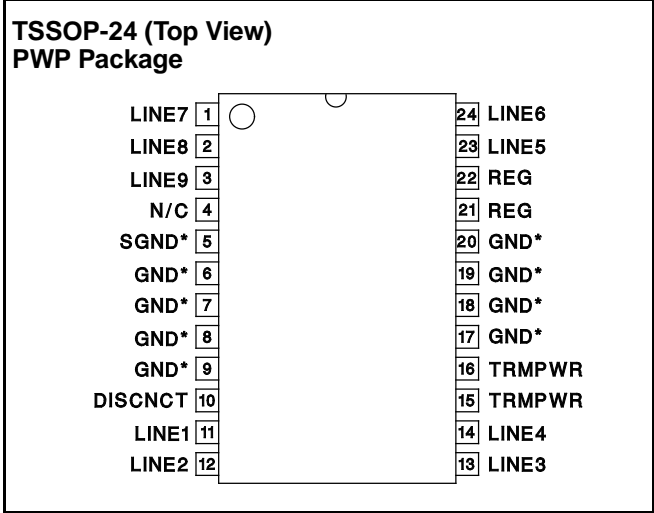 TSSOP-24 (Top View)
PWP Package
LINE7 1 24 LINE6
LINE8 2 23 LINE5
LINE9 3 22 REG
N/C 4 21 REG
SGND* 5 20 GND*
GND* 6 19 GND*
GND* 7 18 GND*
GND* 8 17 GND*
GND* 9 16 TRMPWR
DISCNCT 10 15 TRMPWR
LINE1 11 14 LINE4
LINE2 12 13 LINE3